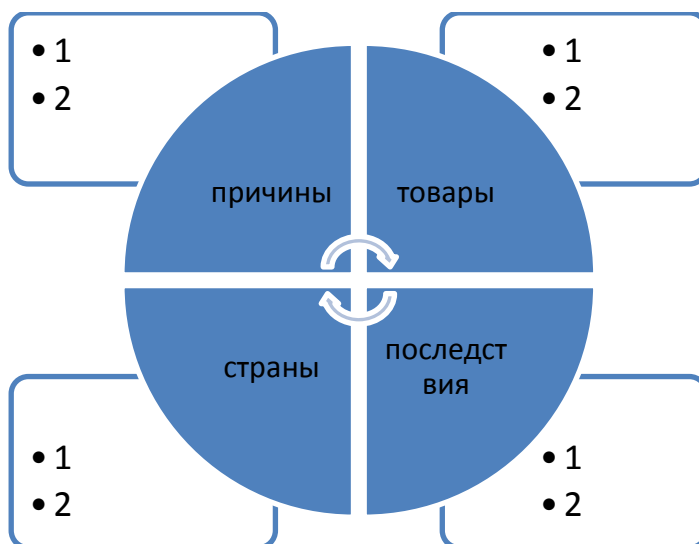 • 1
• 2
• 1
• 2
причины
товары
страны
последст
вия
• 1
• 2
• 1
• 2